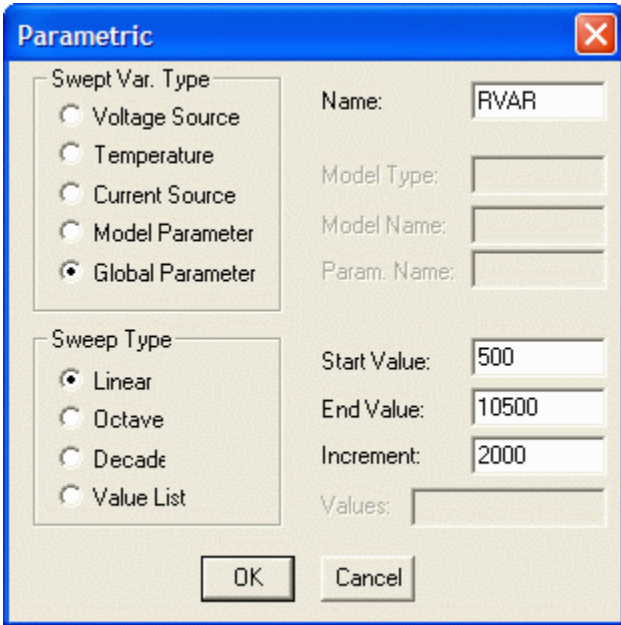 Parametric
Swept Var. Type
Voltage Source
Temperature
Current Source
Model Parameter
Global Parameter
Name: RVAR
Model Type:
Model Name:
Param. Name:
Sweep Type
Linear
Octave
Decade
Value List
Start Value: 500
End Value: 10500
Increment: 2000
Values:
OK Cancel